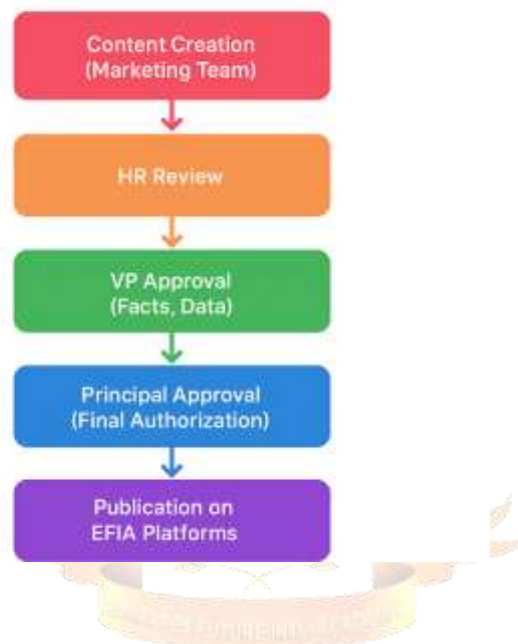 Content Creation
(Marketing Team)
HR Review
VP Approval
(Facts, Data)
Principal Approval
(Final Authorization)
Publication on
EFIA Platforms